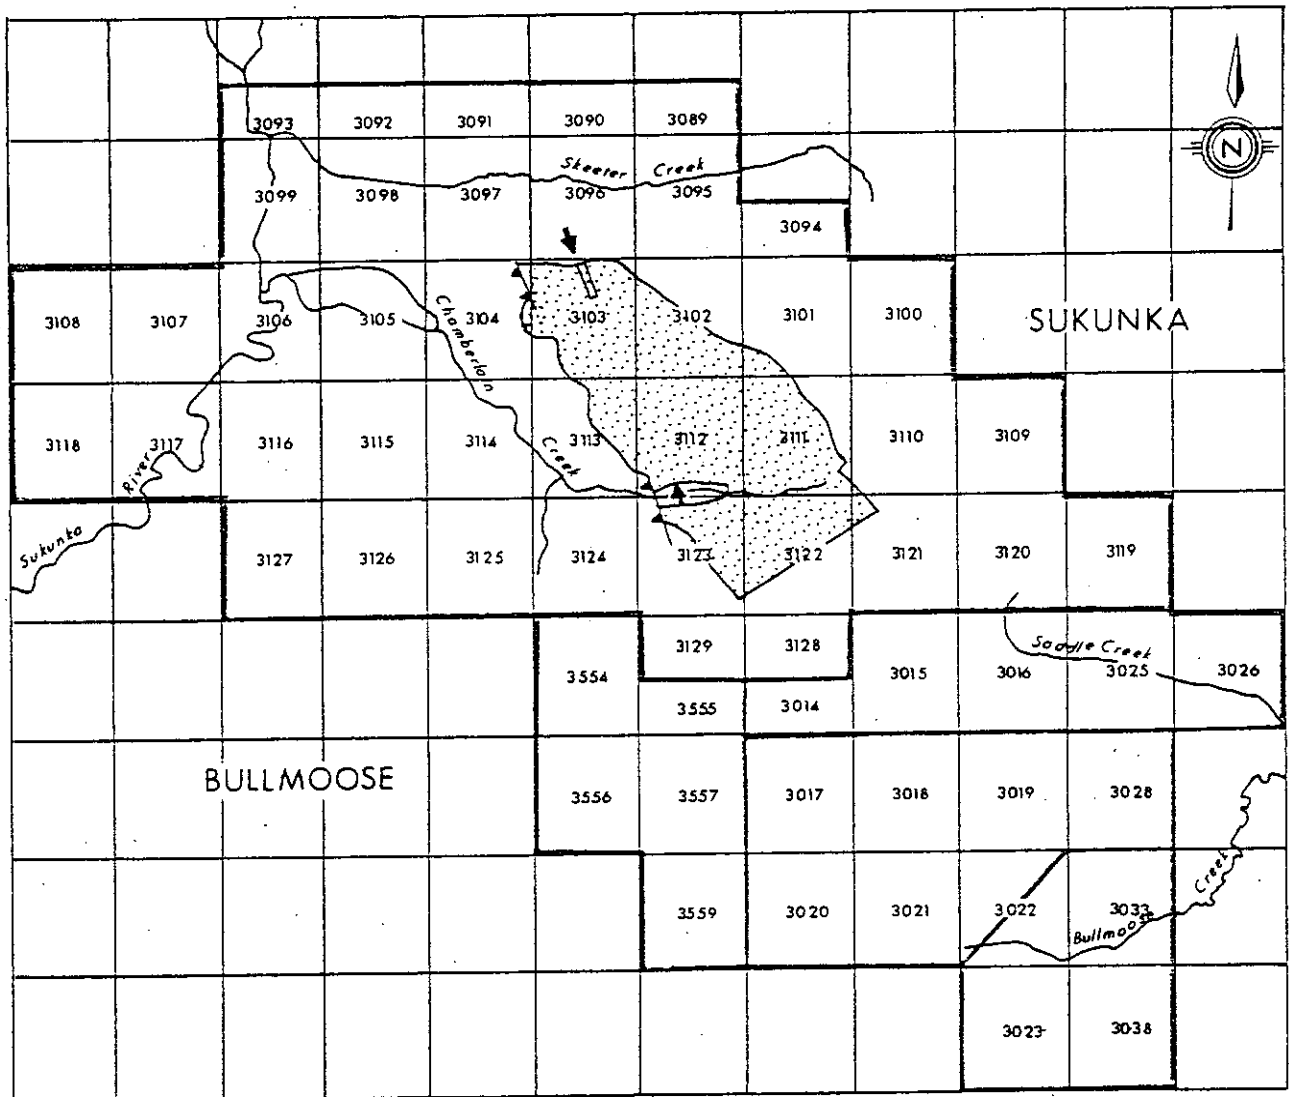 3093 3092 3091 3090 3089
N
Skeeter Creek
3099 3098 3097 3096 3095
3094
3108 3107 3106 3105 3104 3103 3102 3101 3100
SUKUNKA
Chamberlain
Creek
3118 3117 3116 3115 3114 3113 3112 3111 3110 3109
Sukunka River
3127 3126 3125 3124 3123 3122 3121 3120 3119
3129 3128
Saddle Creek
3554 3015 3016 3025 3026
3555 3014
BULLMOOSE
3556 3557 3017 3018 3019 3028
3559 3020 3021 3022 3033
Bullmoose Creek
3023 3038